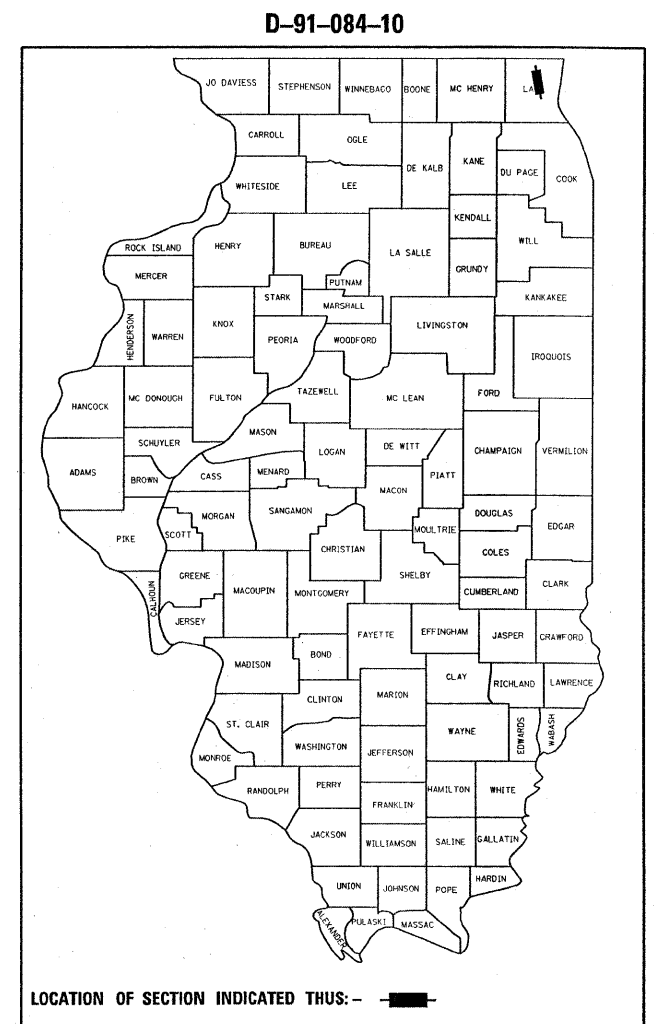 D-91-084-10
JO DAVIESS
STEPHENSON
WINNEBACO
BOONE
MC HENRY
LA
CARROLL
OGLE
DE KALB
KANE
DU PAGE
COOK
WHITESIDE
LEE
KENDALL
WILL
ROCK ISLAND
HENRY
BUREAU
LA SALLE
GRUNDY
MERCER
PUTNAM
STARK
MARSHALL
KANKAKEE
HENDERSON
WARREN
KNOX
PEORIA
WOODFORD
LIVINGSTON
IROQUOIS
HANCOCK
MC DONOUGH
FULTON
TAZEWELL
MC LEAN
FORD
MASON
SCHUYLER
LOGAN
DE WITT
CHAMPAIGN
VERMILION
ADAMS
BROWN
CASS
MENARD
PIATT
MACON
MORGAN
SANGAMON
DOUGLAS
EDGAR
PIKE
SCOTT
MOULTRIE
CHRISTIAN
COLES
GREENE
MACOUPIN
MONTGOMERY
SHELBY
CUMBERLAND
CLARK
CALHOUN
JERSEY
FAYETTE
EFFINGHAM
JASPER
CRAWFORD
MADISON
BOND
CLAY
RICHLAND
LAWRENCE
CLINTON
MARION
ST. CLAIR
WAYNE
EDWARDS
WABASH
MONROE
WASHINGTON
JEFFERSON
RANDOLPH
PERRY
HAMILTON
WHITE
FRANKLIN
JACKSON
WILLIAMSON
SALINE
GALLATIN
UNION
JOHNSON
POPE
HARDIN
ALEXANDER
PULASKI
MASSAC
LOCATION OF SECTION INDICATED THUS: -